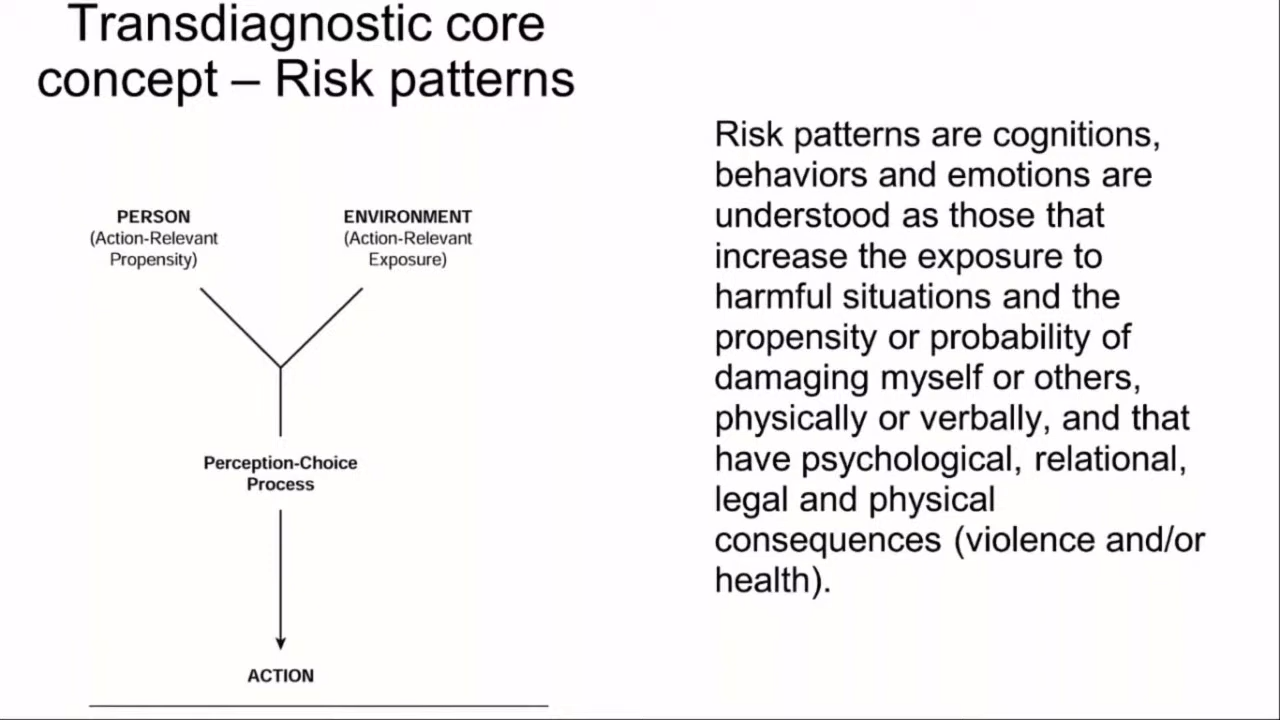 Transdiagnostic core
concept – Risk patterns
PERSON
(Action-Relevant
Propensity)
ENVIRONMENT
(Action-Relevant
Exposure)
Perception-Choice
Process
ACTION
Risk patterns are cognitions,
behaviors and emotions are
understood as those that
increase the exposure to
harmful situations and the
propensity or probability of
damaging myself or others,
physically or verbally, and that
have psychological, relational,
legal and physical
consequences (violence and/or
health).